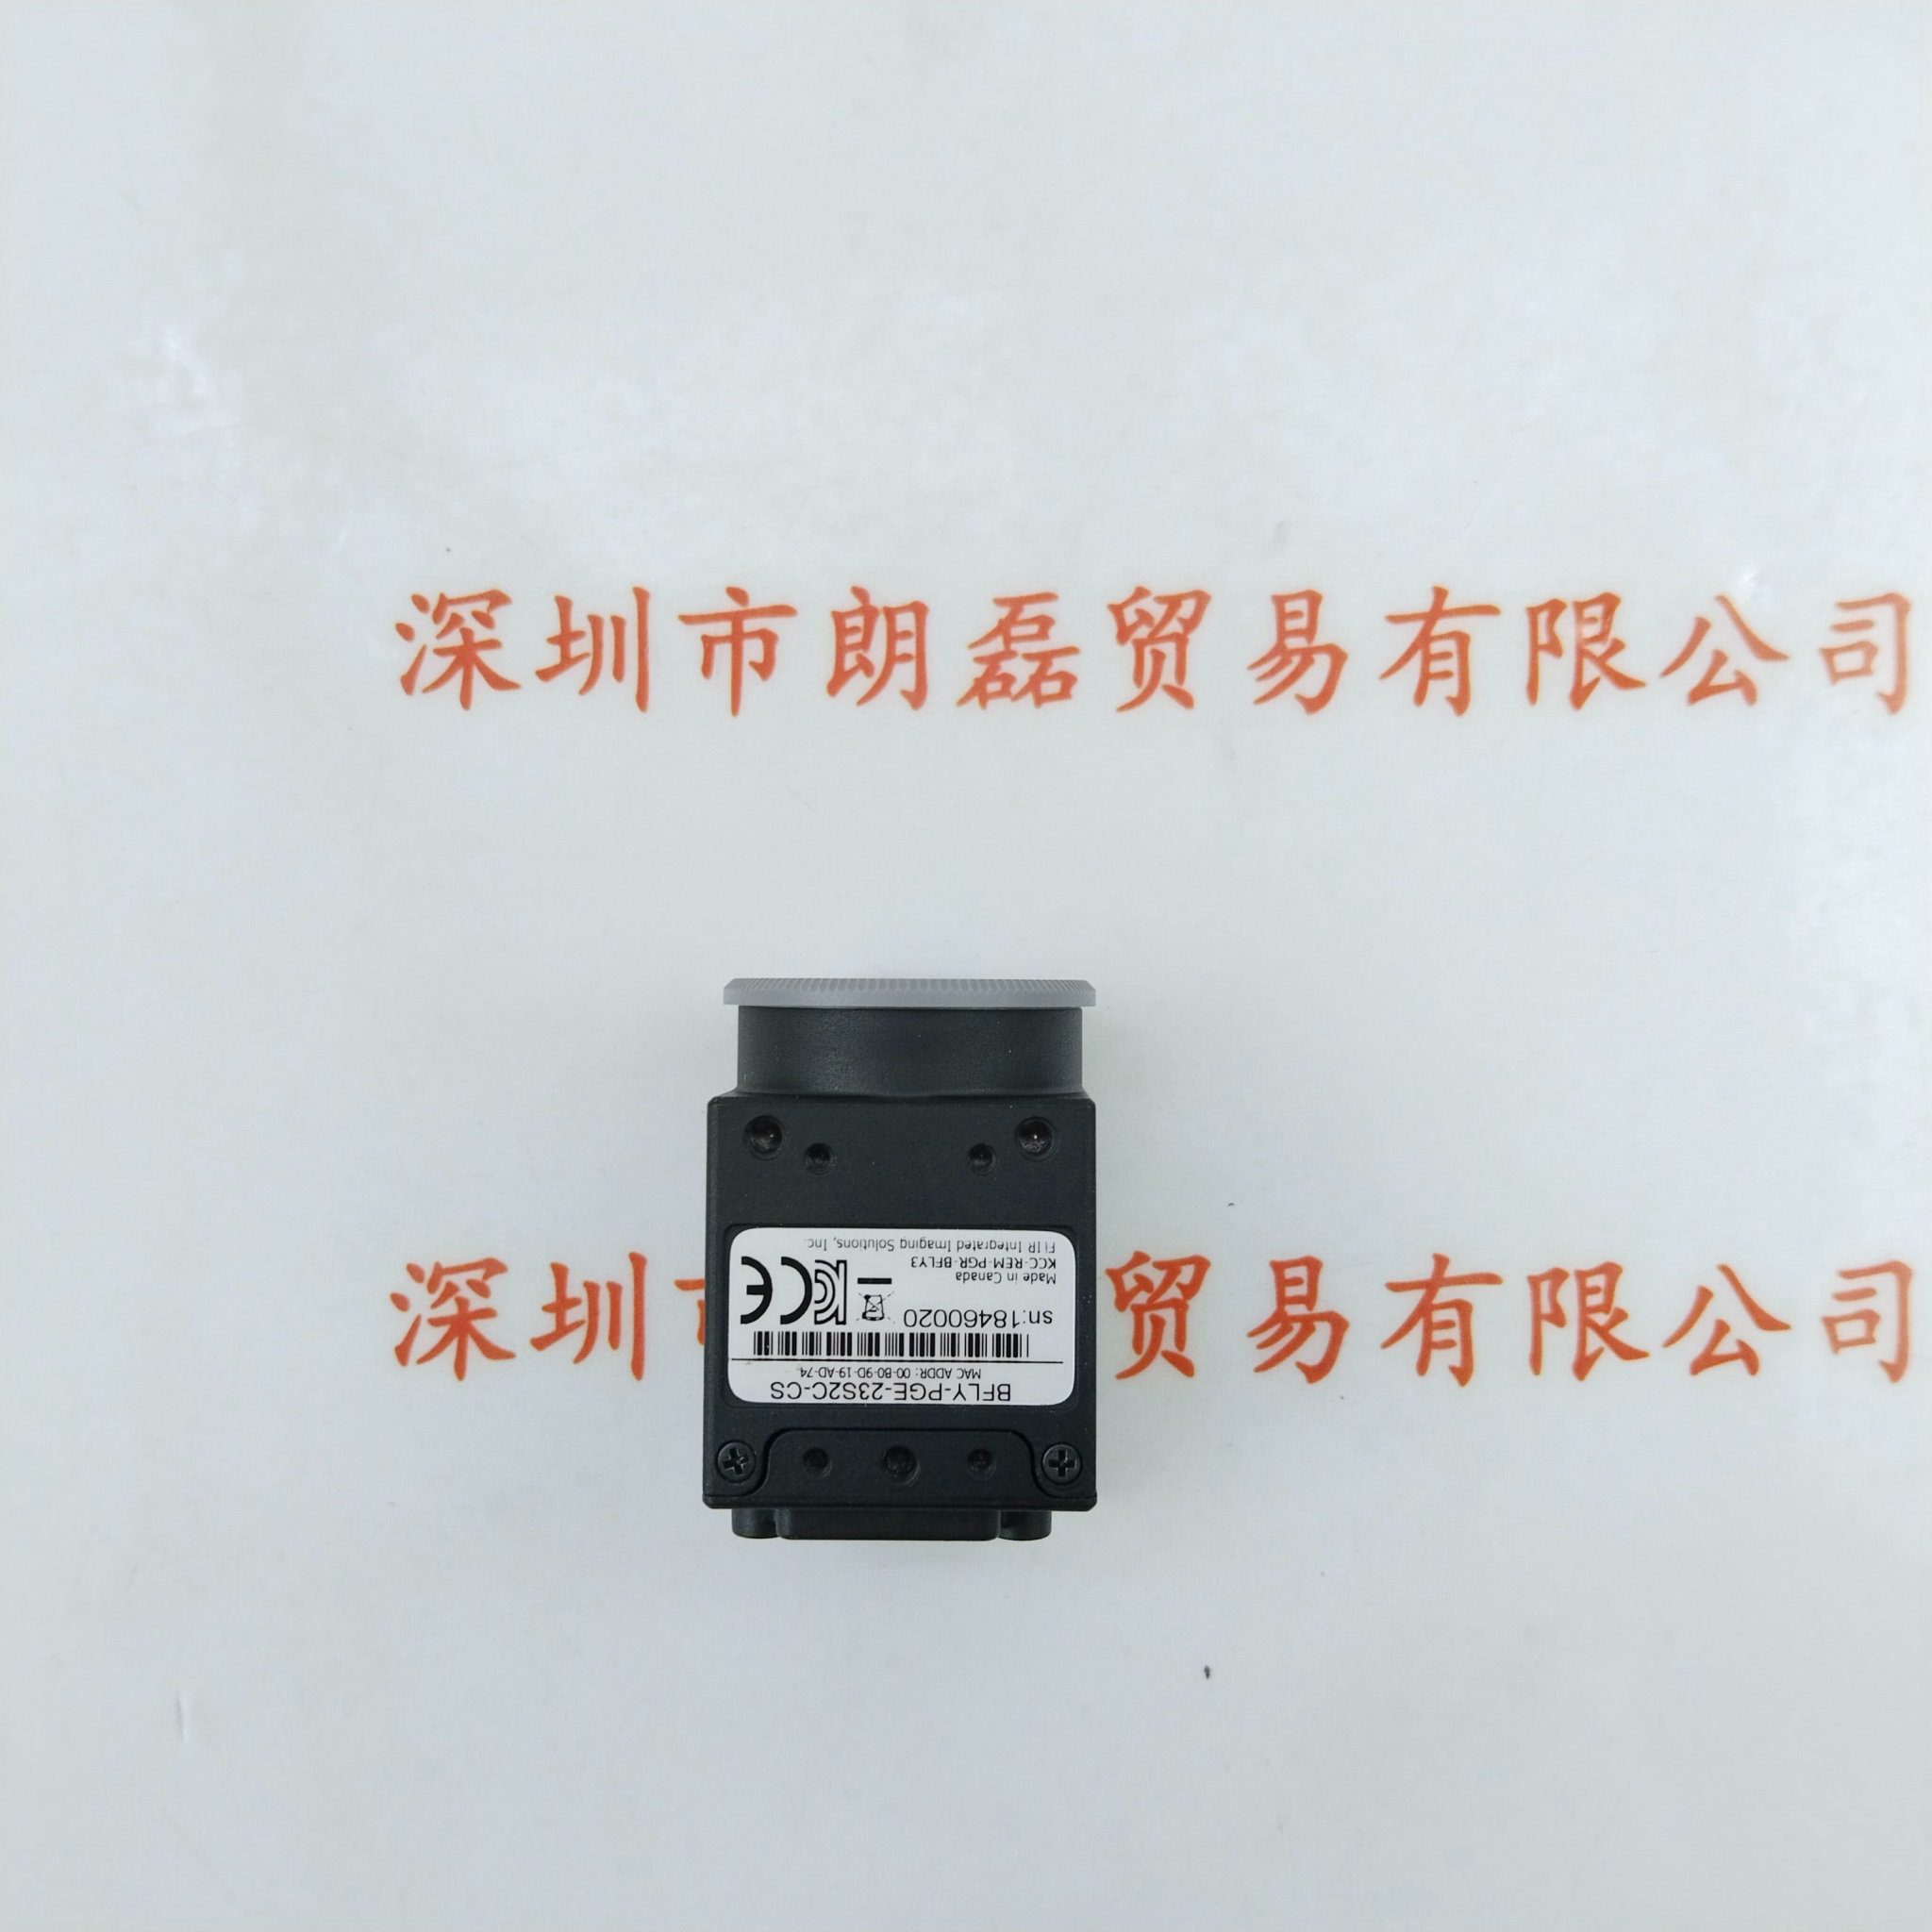 深圳市朗磊贸易有限公司
深圳市
贸易有限公司
BFLY-PGE-23S2C-CS
MAC ADDR: 00-B0-9D-19-AD-74
sn:18460020
Made in Canada
KCC-REM-PGR-BFLY3
FLIR Integrated Imaging Solutions, Inc.
CE